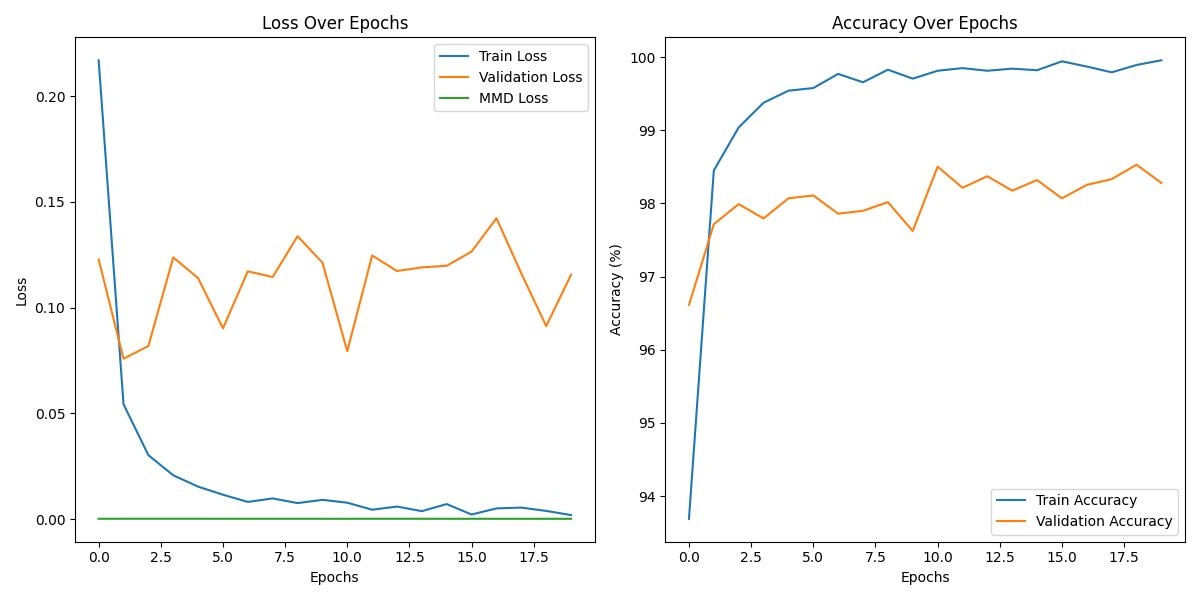 Loss Over Epochs
Train Loss
Validation Loss
MMD Loss
Loss
0.20
0.15
0.10
0.05
0.00
0.0 2.5 5.0 7.5 10.0 12.5 15.0 17.5
Epochs
Accuracy Over Epochs
Accuracy (%)
100
99
98
97
96
95
94
Train Accuracy
Validation Accuracy
0.0 2.5 5.0 7.5 10.0 12.5 15.0 17.5
Epochs